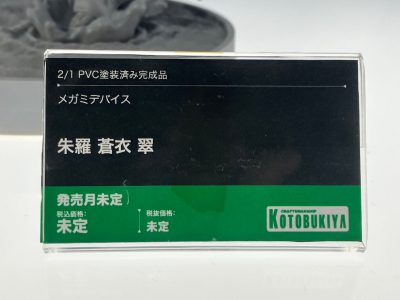 2/1 PVC塗装済み完成品
メガミデバイス
朱羅 蒼衣 翠
発売月未定
税込価格:
未定
税抜価格:
未定
CRAFTSMANSHIP
KOTOBUKIYA